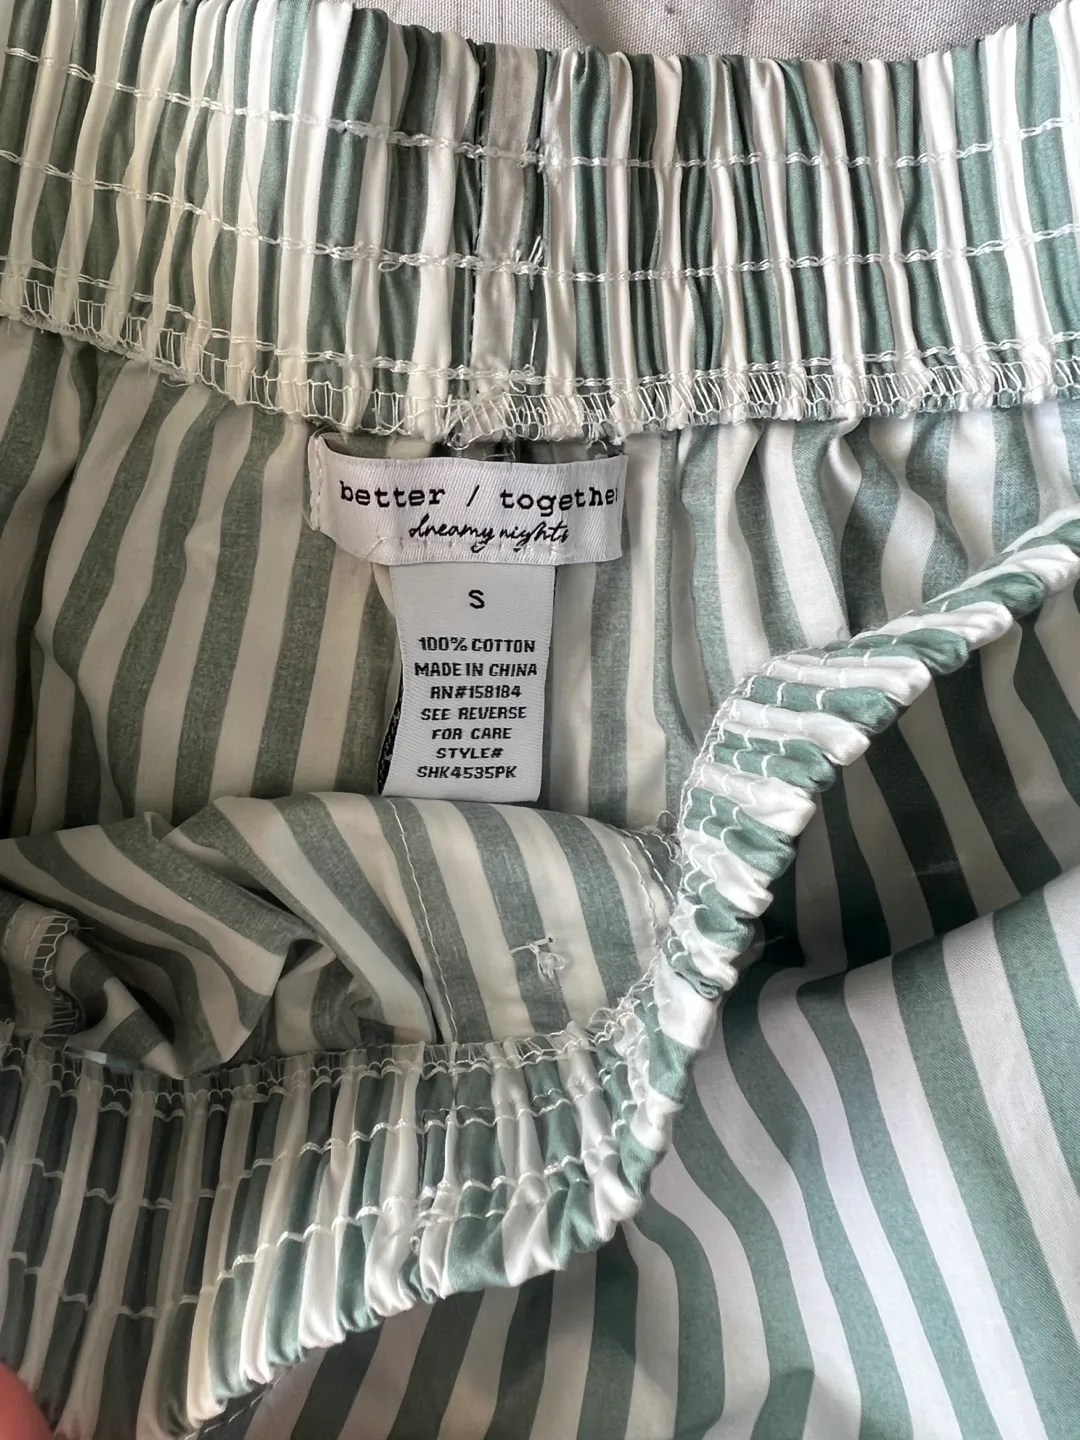 better / together
dreamy nights
S
100% COTTON
MADE IN CHINA
RN#158184
SEE REVERSE
FOR CARE
STYLE#
SHK4535PK